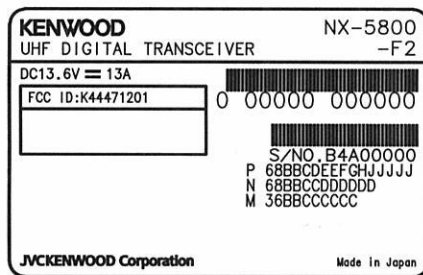 KENWOOD NX-5800
UHF DIGITAL TRANSCEIVER -F2
DC13.6V ⎓ 13A
FCC ID:K44471201
0 00000 000000
S/NO.B4A00000
P 68BBCDEEFGHJJJJJ
N 68BBCCDDDDDD
M 36BBCCCCCC
JVCKENWOOD Corporation Made in Japan